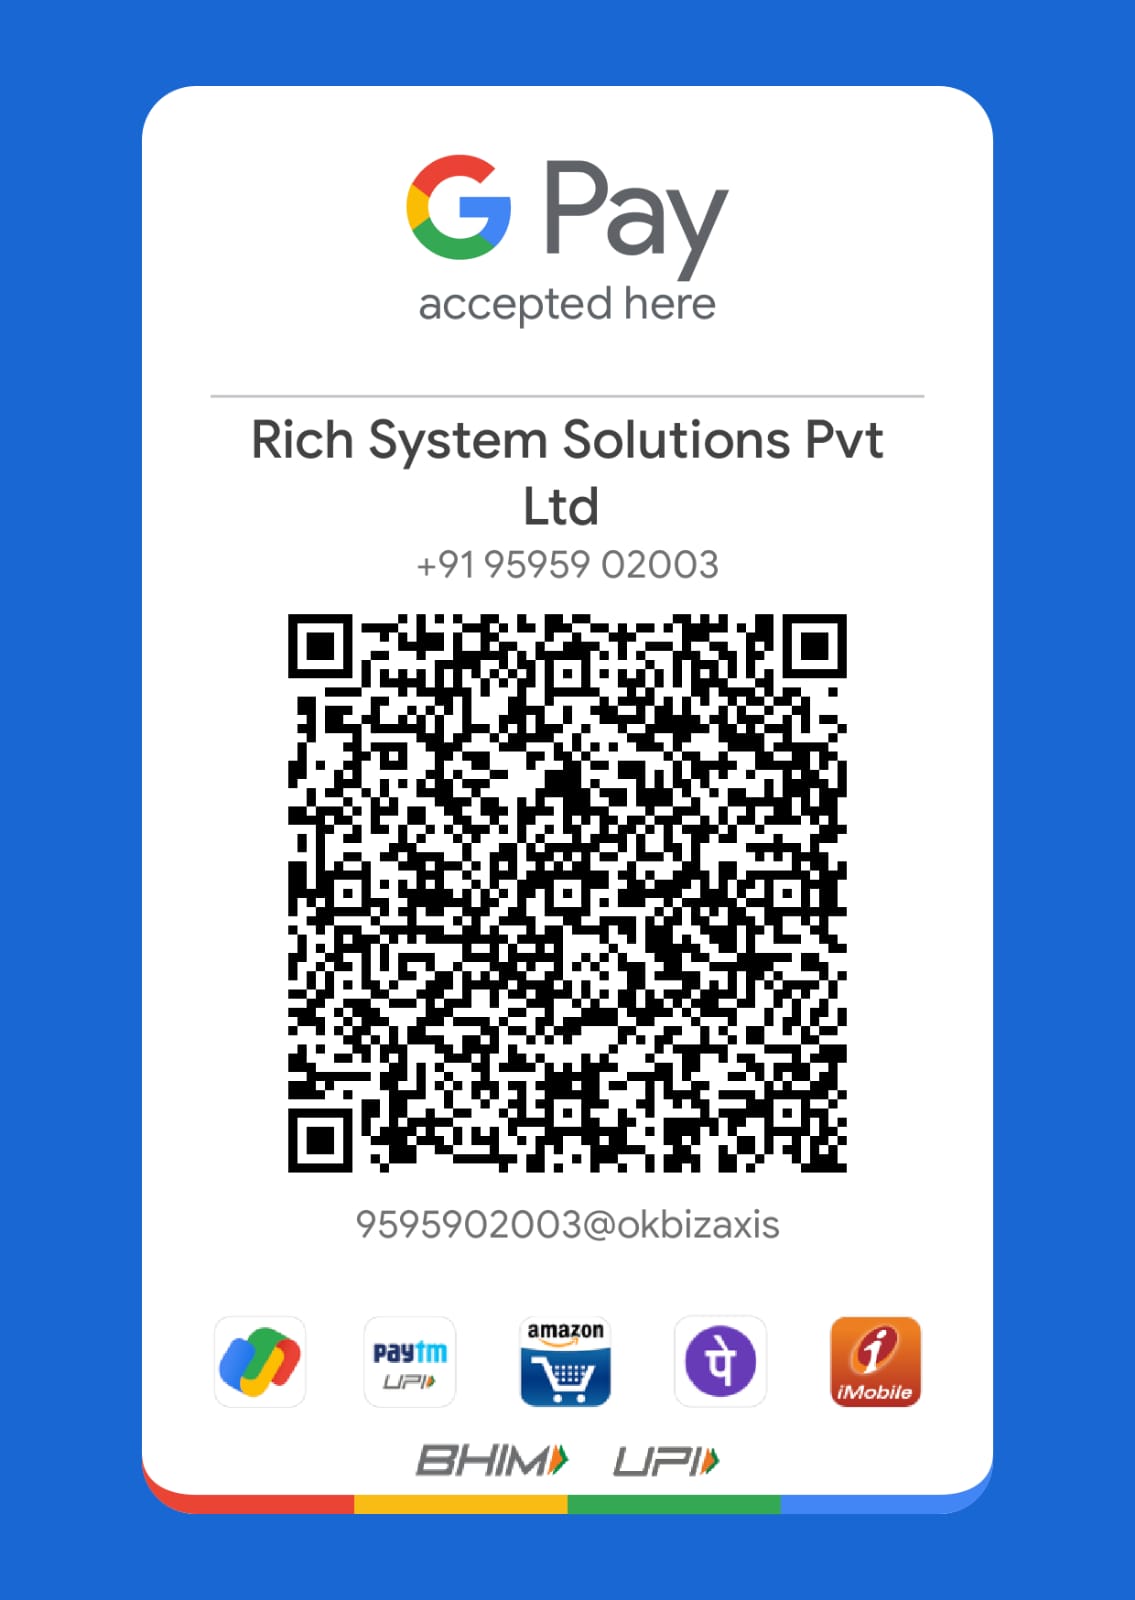 G Pay
accepted here
Rich System Solutions Pvt
Ltd
+91 95959 02003
9595902003@okbizaxis
paytm
UPI
amazon
पे
i
iMobile
BHIM UPI